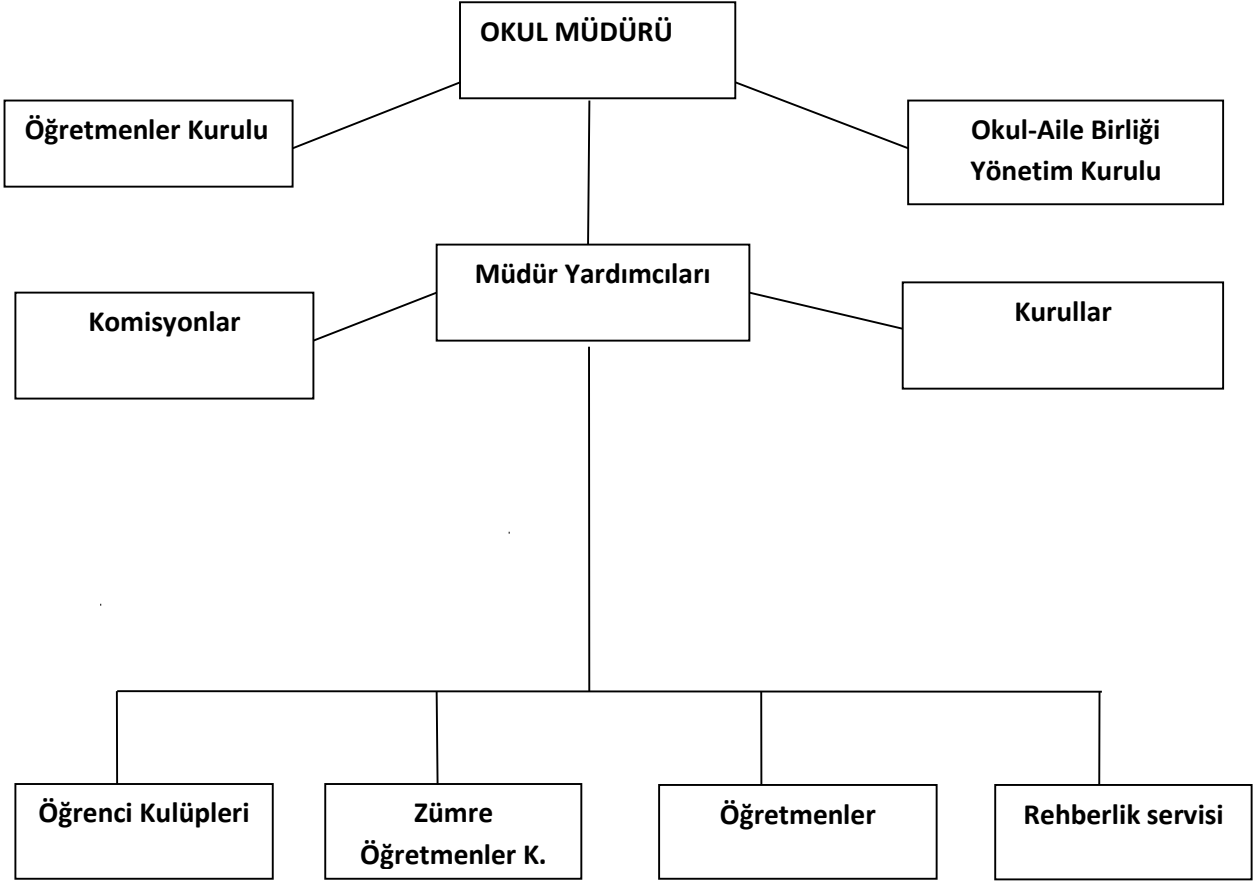 OKUL MÜDÜRÜ
Öğretmenler Kurulu
Okul-Aile Birliği
Yönetim Kurulu
Müdür Yardımcıları
Komisyonlar
Kurullar
Öğrenci Kulüpleri
Zümre
Öğretmenler K.
Öğretmenler
Rehberlik servisi